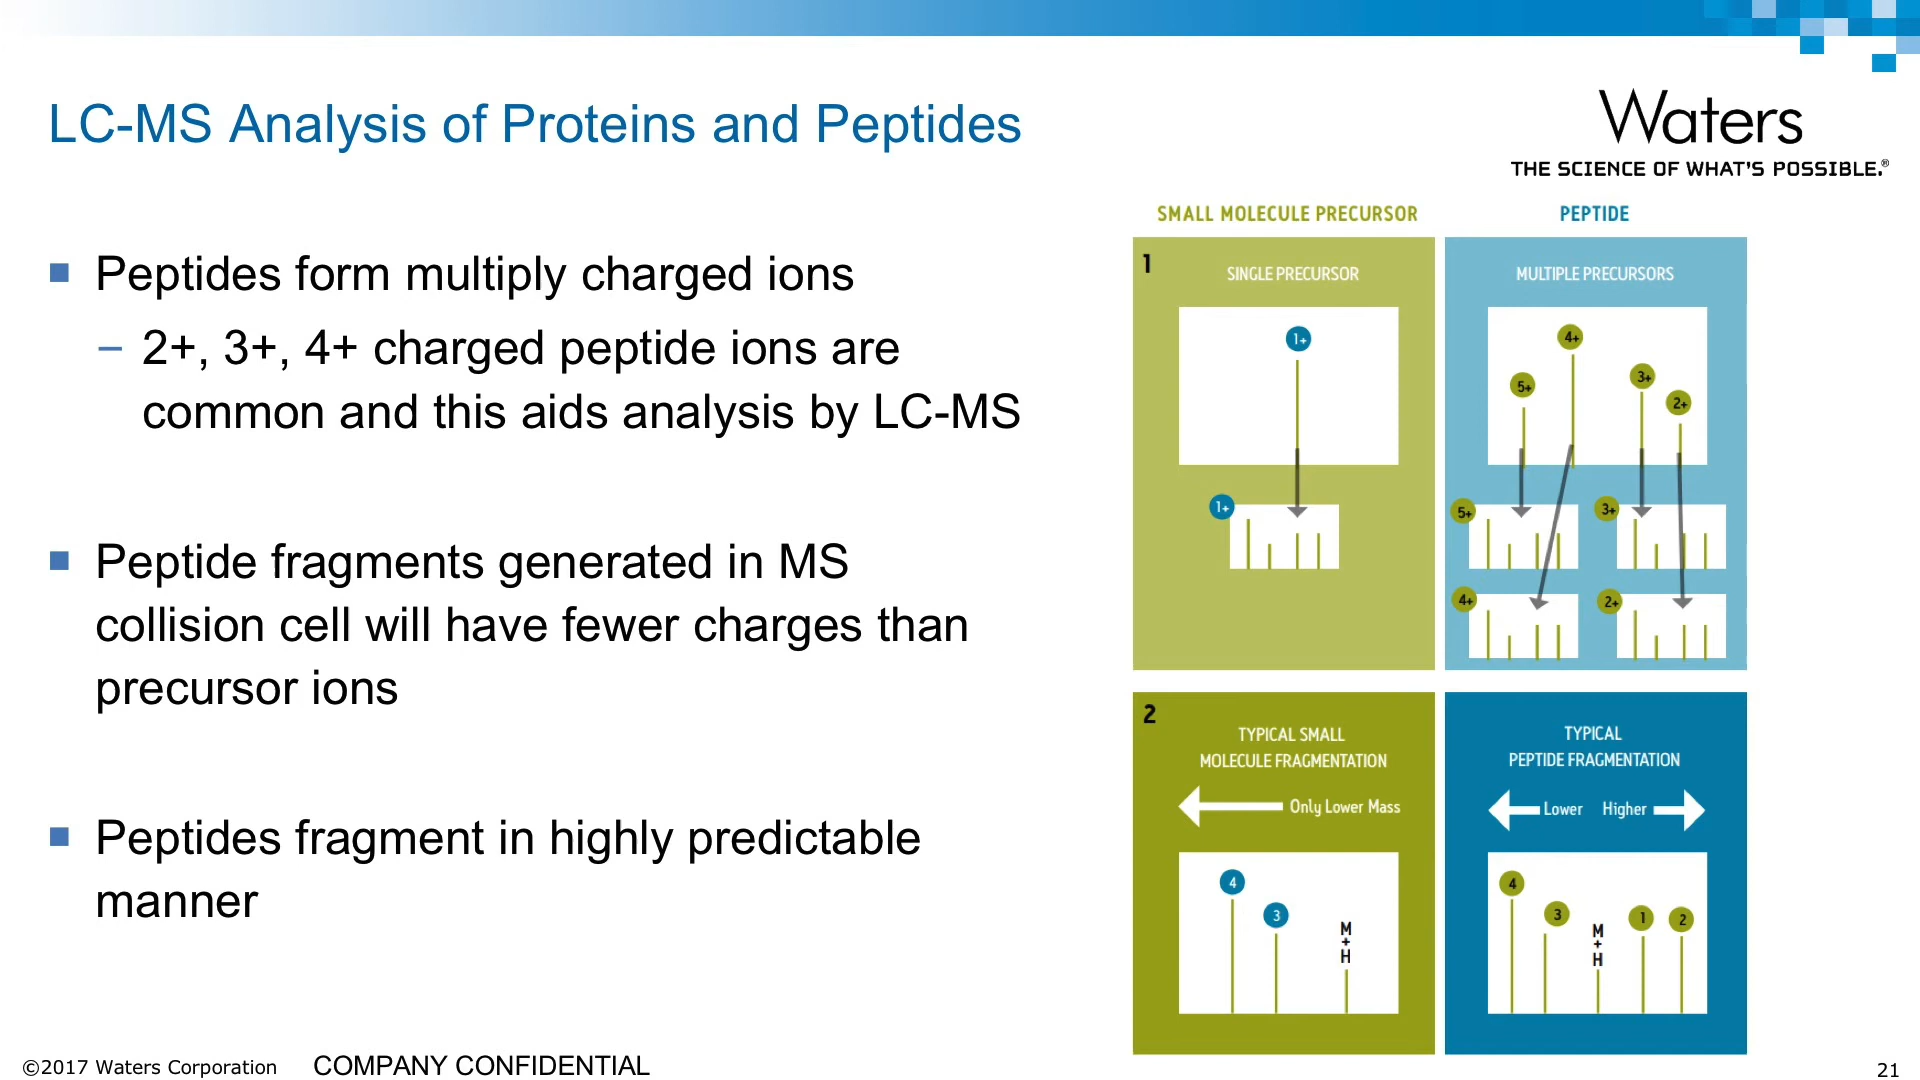 LC-MS Analysis of Proteins and Peptides
Waters
THE SCIENCE OF WHAT'S POSSIBLE.®
Peptides form multiply charged ions
– 2+, 3+, 4+ charged peptide ions are
common and this aids analysis by LC-MS
Peptide fragments generated in MS
collision cell will have fewer charges than
precursor ions
Peptides fragment in highly predictable
manner
SMALL MOLECULE PRECURSOR
PEPTIDE
1
SINGLE PRECURSOR
1+
1+
MULTIPLE PRECURSORS
4+
3+
5+
2+
5+
3+
4+
2+
2
TYPICAL SMALL
MOLECULE FRAGMENTATION
Only Lower Mass
4
3
M
+
H
TYPICAL
PEPTIDE FRAGMENTATION
Lower Higher
4
3
M
+
H
1
2
©2017 Waters Corporation
COMPANY CONFIDENTIAL
21